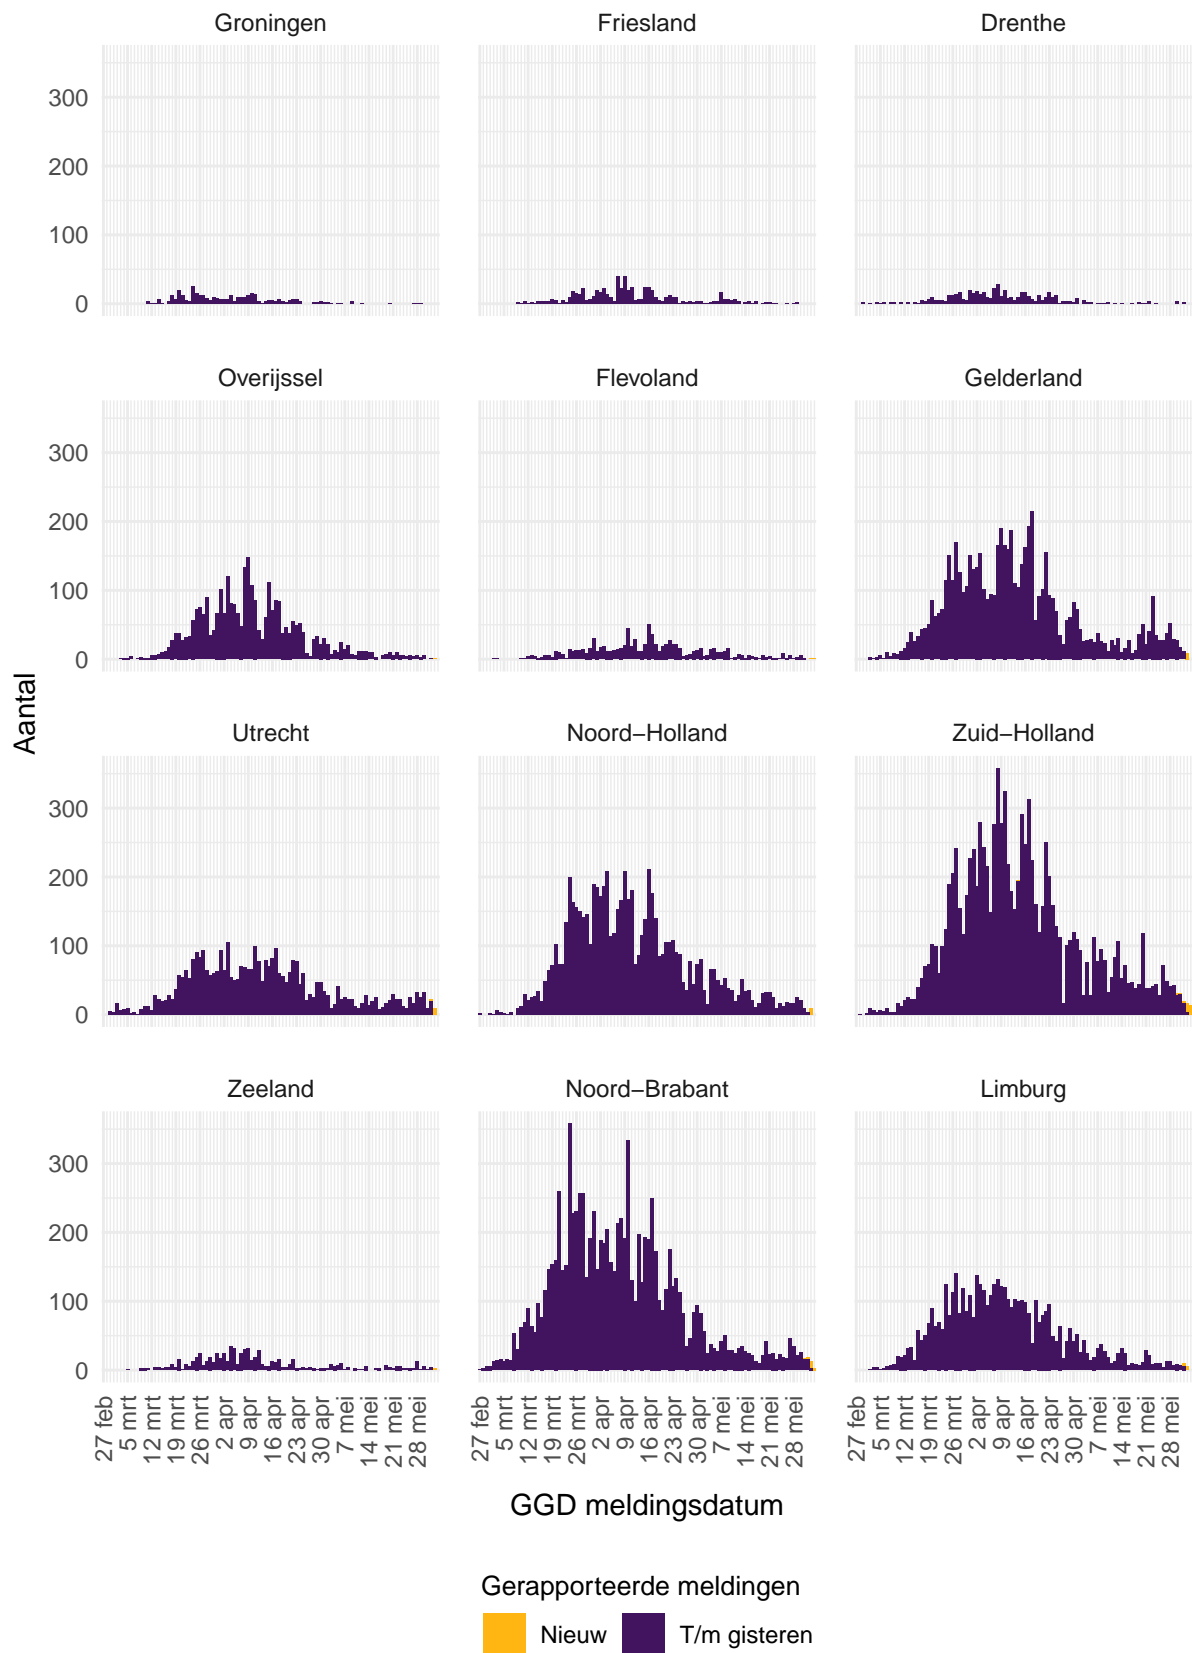 Groningen Friesland Drenthe
300
200
100
0
Overijssel Flevoland Gelderland
300
200
100
0
Aantal
Utrecht Noord−Holland Zuid−Holland
300
200
100
0
Zeeland Noord−Brabant Limburg
300
200
100
0
27 feb 5 mrt 12 mrt 19 mrt 26 mrt 2 apr 9 apr 16 apr 23 apr 30 apr 7 mei 14 mei 21 mei 28 mei 27 feb 5 mrt 12 mrt 19 mrt 26 mrt 2 apr 9 apr 16 apr 23 apr 30 apr 7 mei 14 mei 21 mei 28 mei 27 feb 5 mrt 12 mrt 19 mrt 26 mrt 2 apr 9 apr 16 apr 23 apr 30 apr 7 mei 14 mei 21 mei 28 mei
GGD meldingsdatum
Gerapporteerde meldingen
Nieuw T/m gisteren